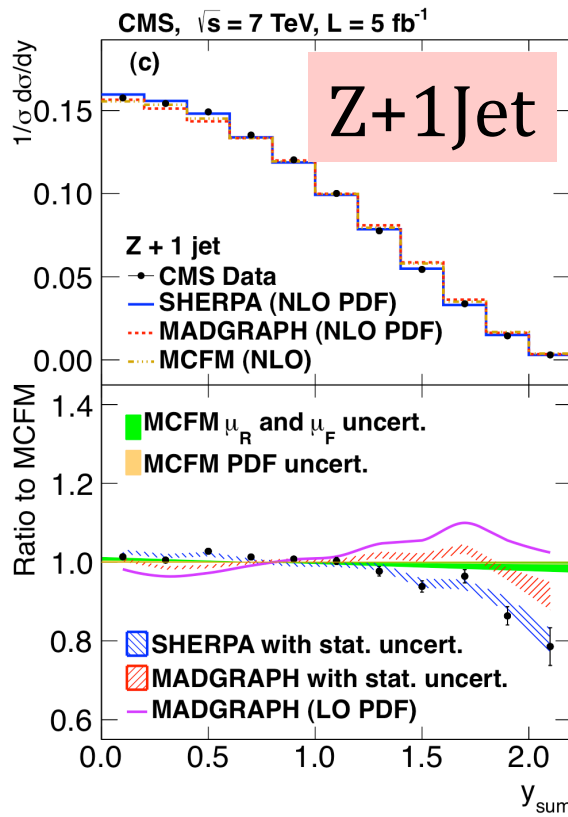 CMS, √s = 7 TeV, L = 5 fb⁻¹
1/σ dσ/dy
(c)
Z+1Jet
0.15
0.10
0.05
0.00
Z + 1 jet
CMS Data
SHERPA (NLO PDF)
MADGRAPH (NLO PDF)
MCFM (NLO)
Ratio to MCFM
1.4
1.2
1.0
0.8
0.6
MCFM μR and μF uncert.
MCFM PDF uncert.
SHERPA with stat. uncert.
MADGRAPH with stat. uncert.
MADGRAPH (LO PDF)
0.0 0.5 1.0 1.5 2.0
ysum